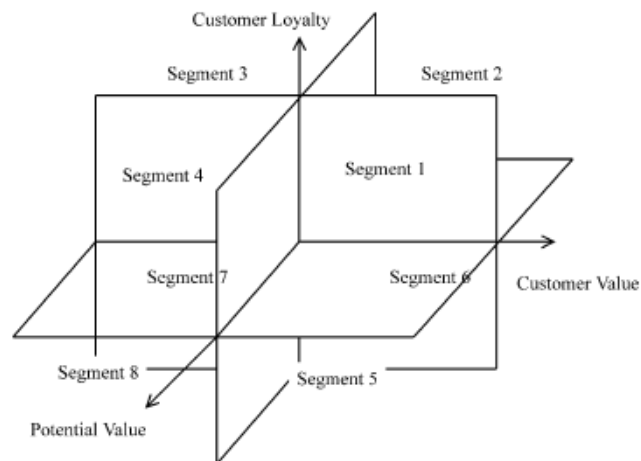 Customer Loyalty
Segment 3
Segment 2
Segment 4
Segment 1
Segment 7
Segment 6
Customer Value
Segment 8
Segment 5
Potential Value